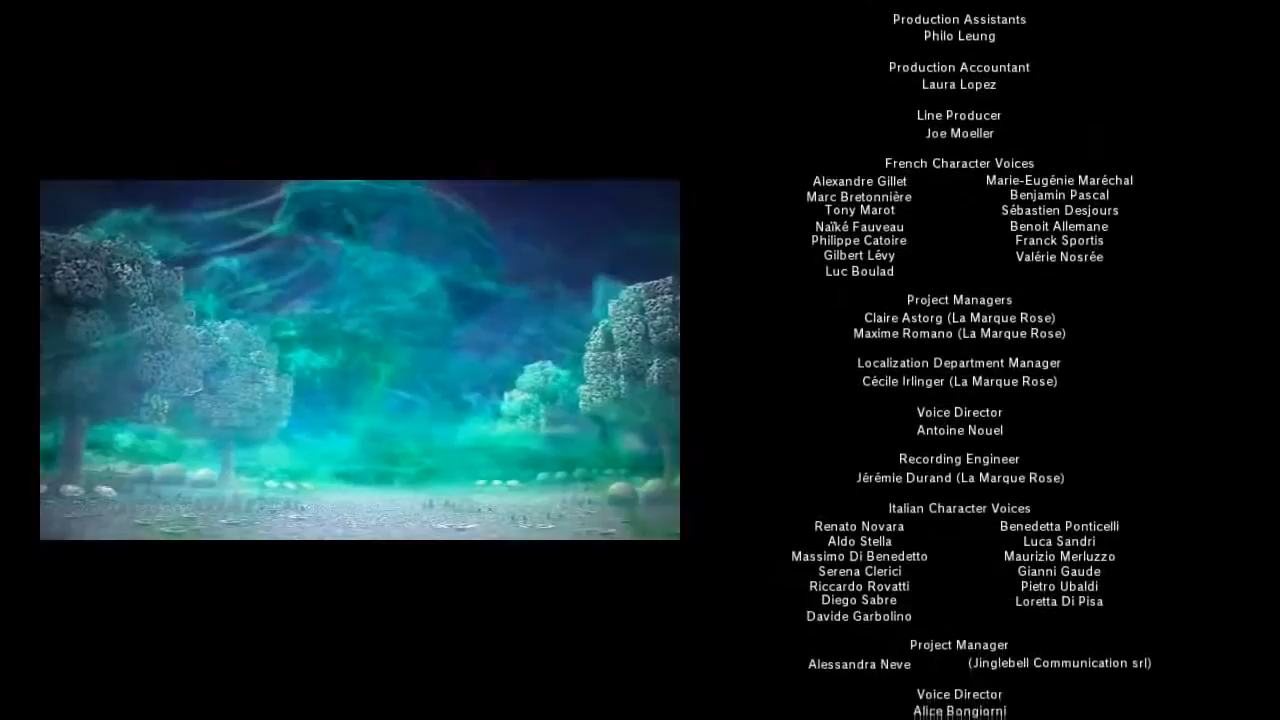 Production Assistants
Philo Leung
Production Accountant
Laura Lopez
Line Producer
Joe Moeller
French Character Voices
Alexandre Gillet Marie-Eugénie Maréchal
Marc Bretonnière Benjamin Pascal
Tony Marot Sébastien Desjours
Naïké Fauveau Benoit Allemane
Philippe Catoire Franck Sportis
Gilbert Lévy Valérie Nosrée
Luc Boulad
Project Managers
Claire Astorg (La Marque Rose)
Maxime Romano (La Marque Rose)
Localization Department Manager
Cécile Irlinger (La Marque Rose)
Voice Director
Antoine Nouel
Recording Engineer
Jérémie Durand (La Marque Rose)
Italian Character Voices
Renato Novara Benedetta Ponticelli
Aldo Stella Luca Sandri
Massimo Di Benedetto Maurizio Merluzzo
Serena Clerici Gianni Gaude
Riccardo Rovatti Pietro Ubaldi
Diego Sabre Loretta Di Pisa
Davide Garbolino
Project Manager
Alessandra Neve (Jinglebell Communication srl)
Voice Director
Alice Bongiorni